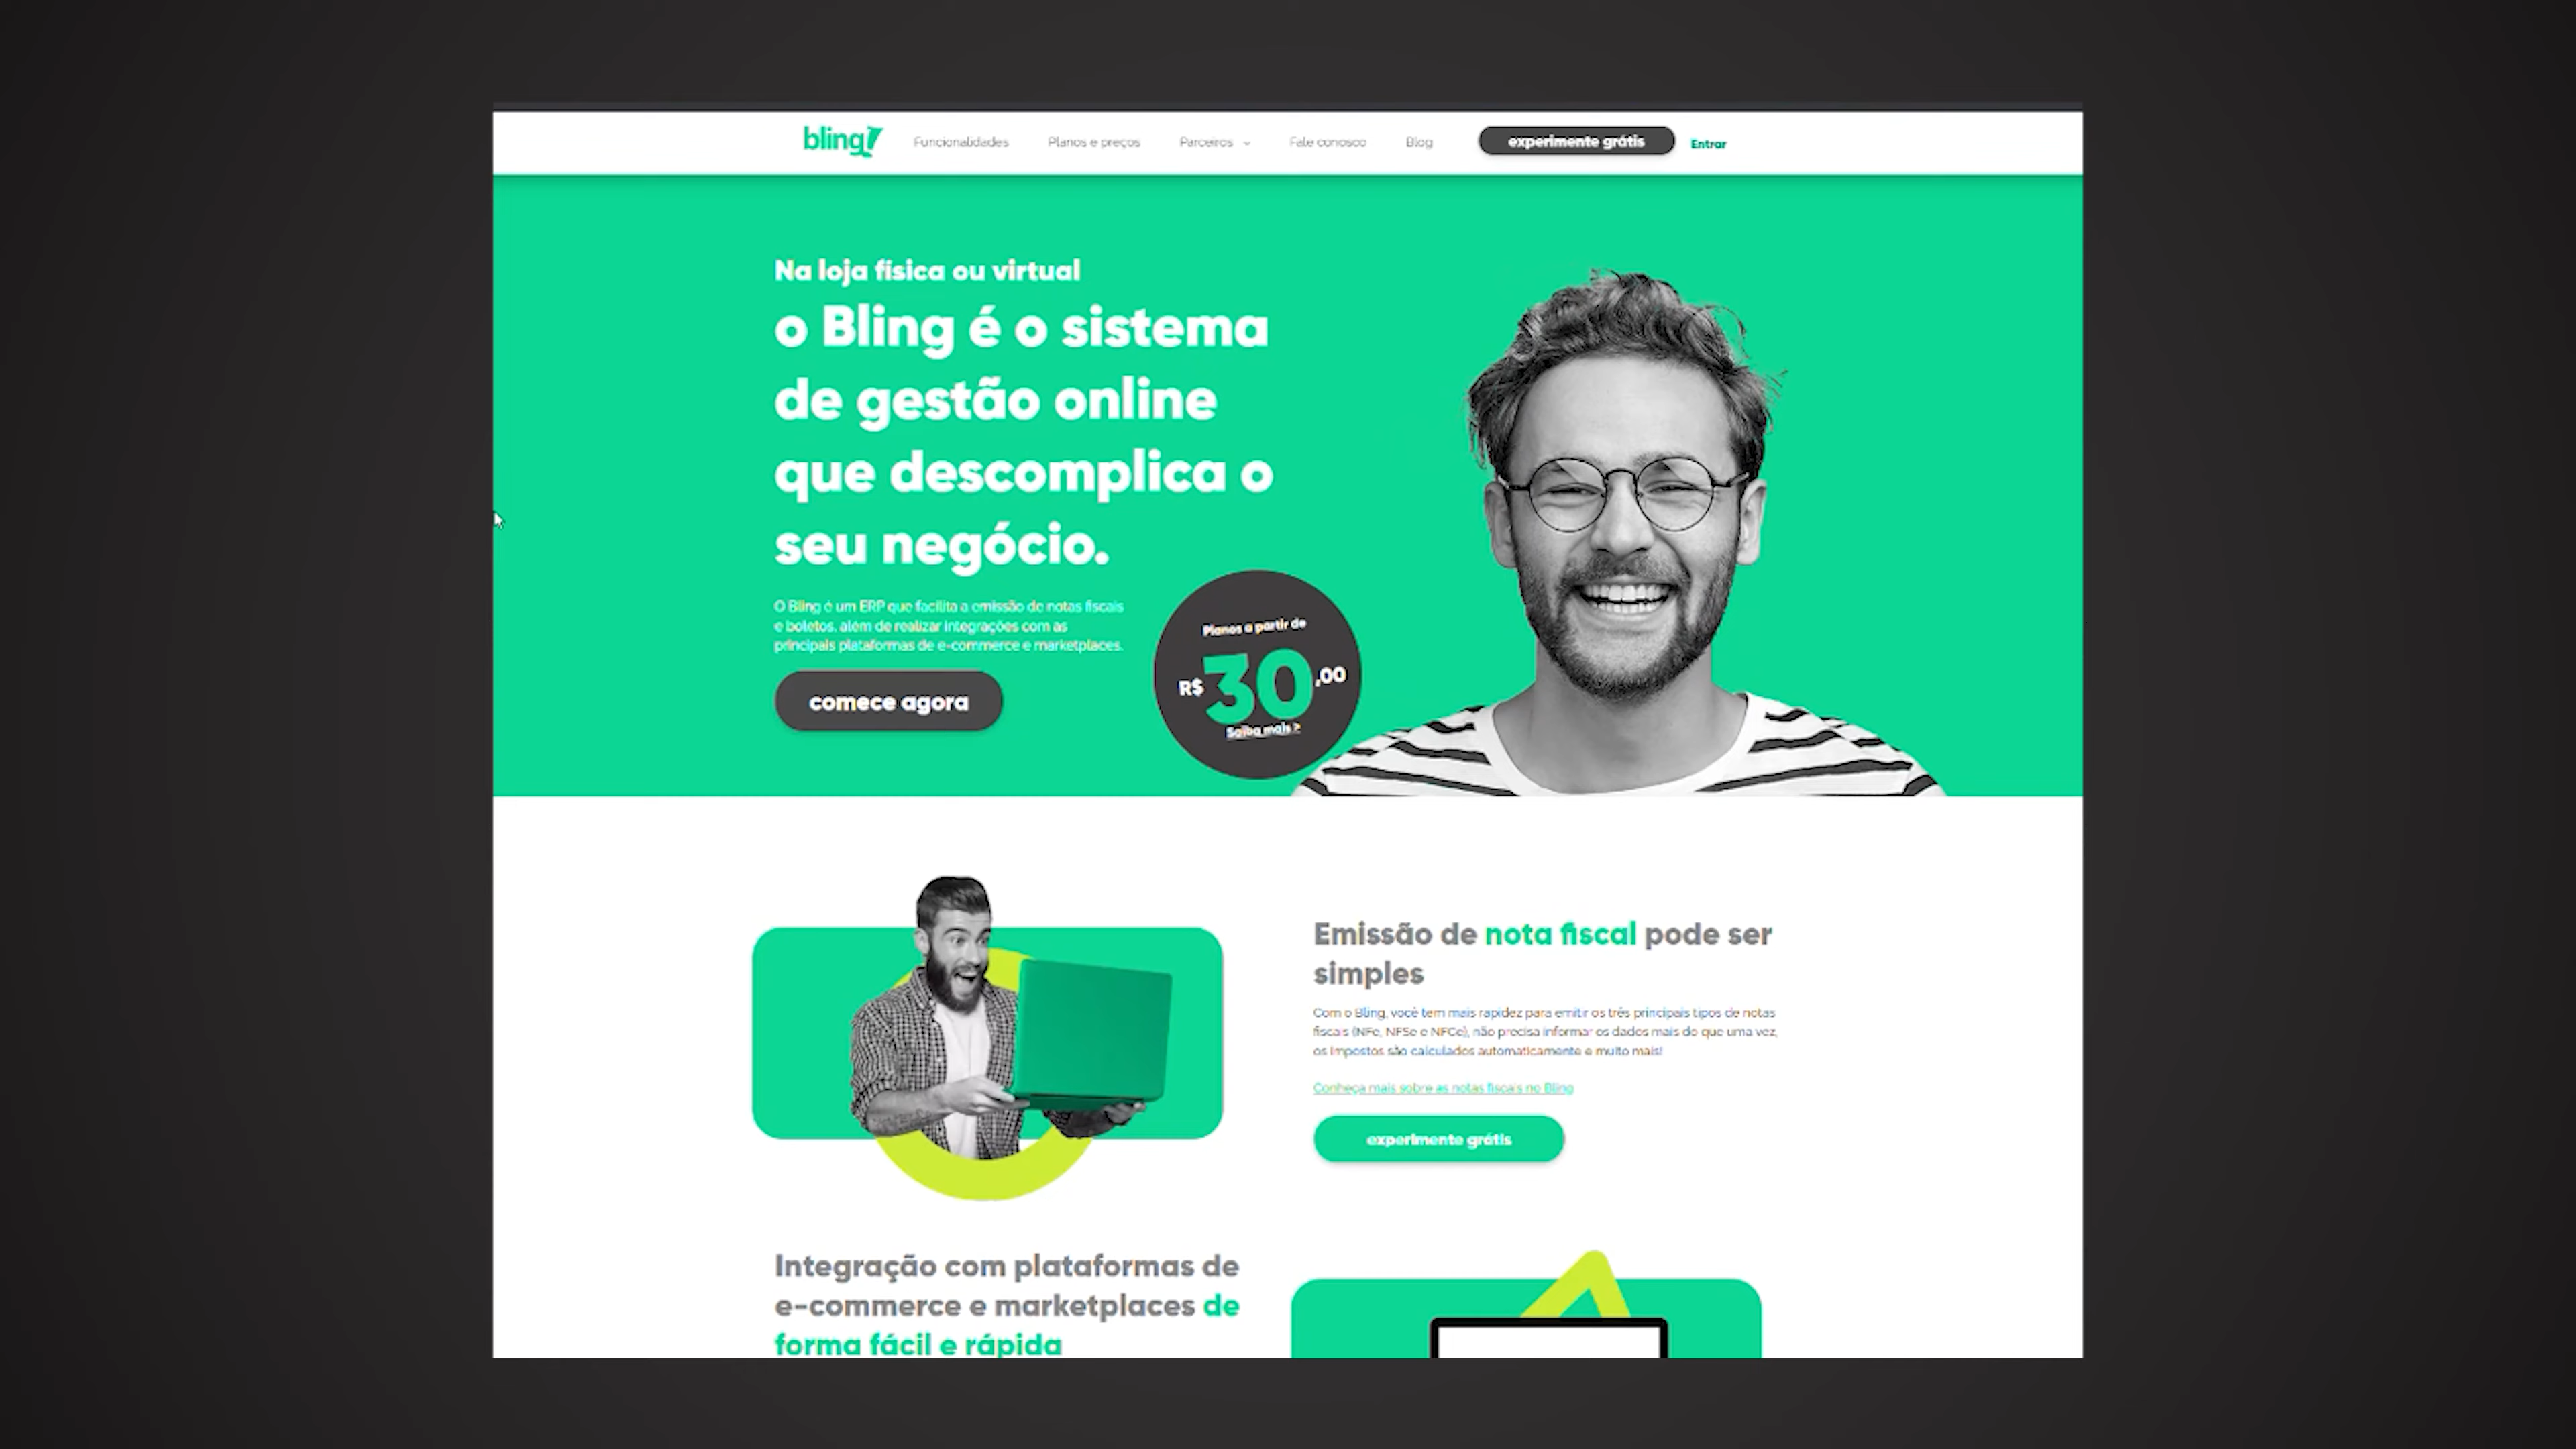 bling
Funcionalidades
Planos e preços
Parceiros
Fale conosco
Blog
experimente grátis
Entrar
Na loja física ou virtual
o Bling é o sistema
de gestão online
que descomplica o
seu negócio.
O Bling é um ERP que facilita a emissão de notas fiscais
e boletos, além de realizar integrações com as
principais plataformas de e-commerce e marketplaces.
comece agora
Planos a partir de
R$30,00
Saiba mais >
Emissão de nota fiscal pode ser
simples
Com o Bling, você tem mais rapidez para emitir os três principais tipos de notas
fiscais (NFe, NFSe e NFCe), não precisa informar os dados mais do que uma vez,
os impostos são calculados automaticamente e muito mais!
Conheça mais sobre as notas fiscais no Bling
experimente grátis
Integração com plataformas de
e-commerce e marketplaces de
forma fácil e rápida